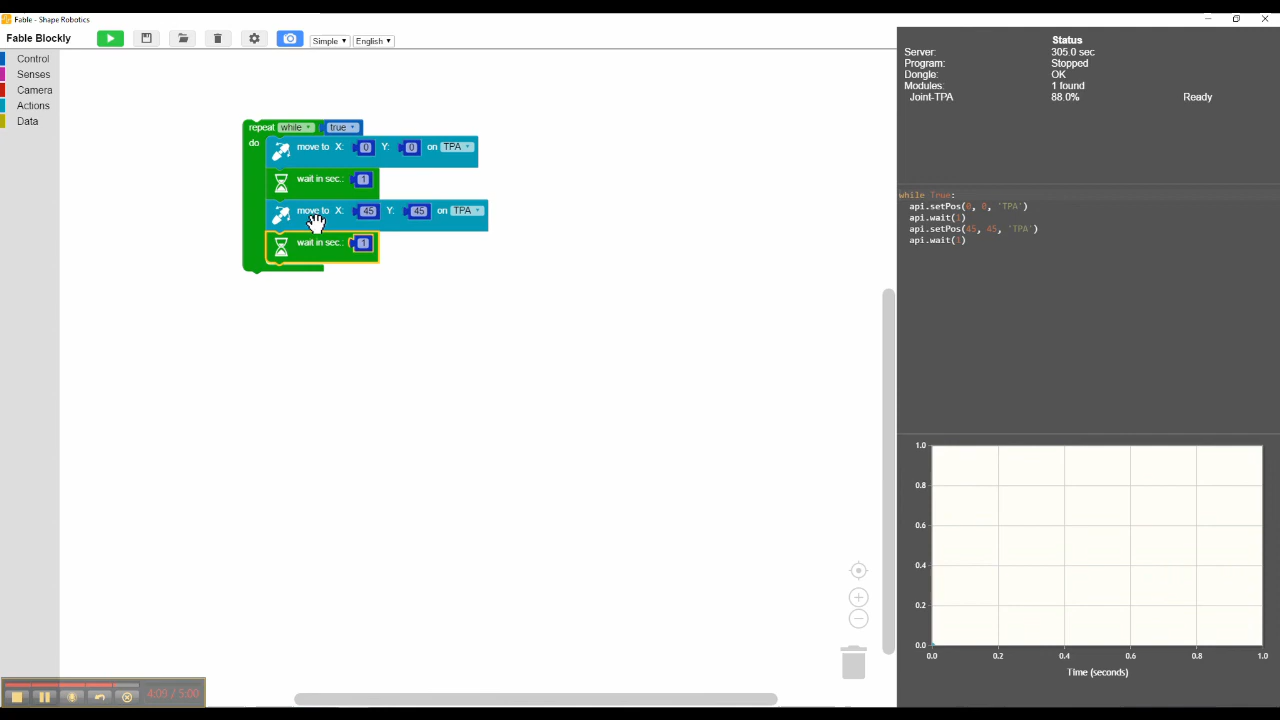 Fable - Shape Robotics
Fable Blockly
Simple
English
Control
Senses
Camera
Actions
Data
repeat while true
do
move to X: 0 Y: 0 on TPA
wait in sec.: 1
move to X: 45 Y: 45 on TPA
wait in sec.: 1
Status
Server: 305.0 sec
Program: Stopped
Dongle: OK
Modules: 1 found
Joint-TPA 88.0% Ready
while True:
api.setPos(0, 0, 'TPA')
api.wait(1)
api.setPos(45, 45, 'TPA')
api.wait(1)
1.0
0.8
0.6
0.4
0.2
0.0
0.0 0.2 0.4 0.6 0.8 1.0
Time (seconds)
4:09 / 5:00